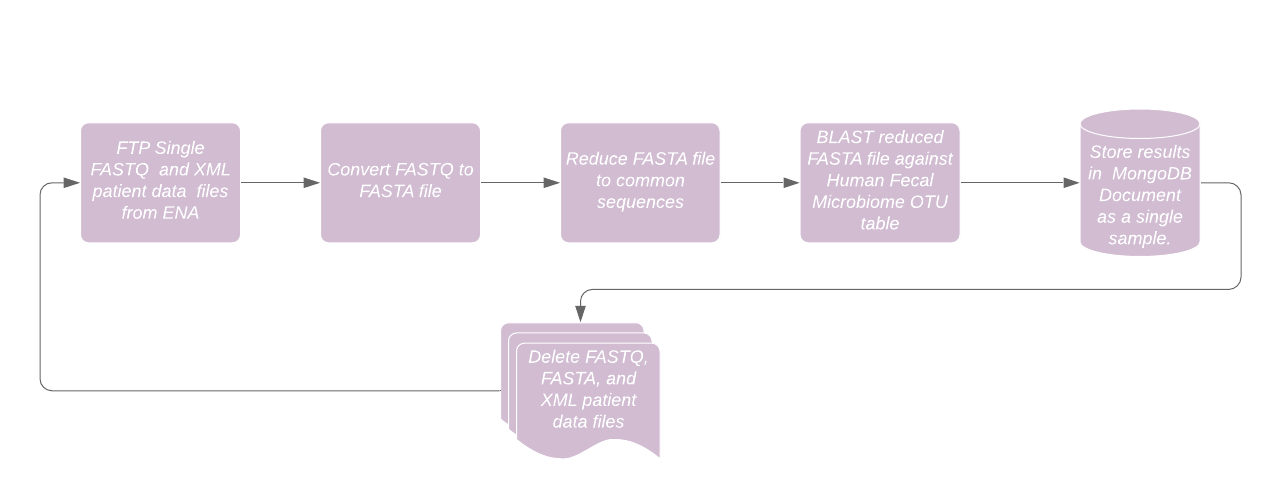 FTP Single
FASTQ  and XML
patient data  files
from ENA
Convert FASTQ to
FASTA file
Reduce FASTA file
to common
sequences
BLAST reduced
FASTA file against
Human Fecal
Microbiome OTU
table
Store results
in  MongoDB
Document
as a single
sample.
Delete FASTQ,
FASTA, and
XML patient
data files